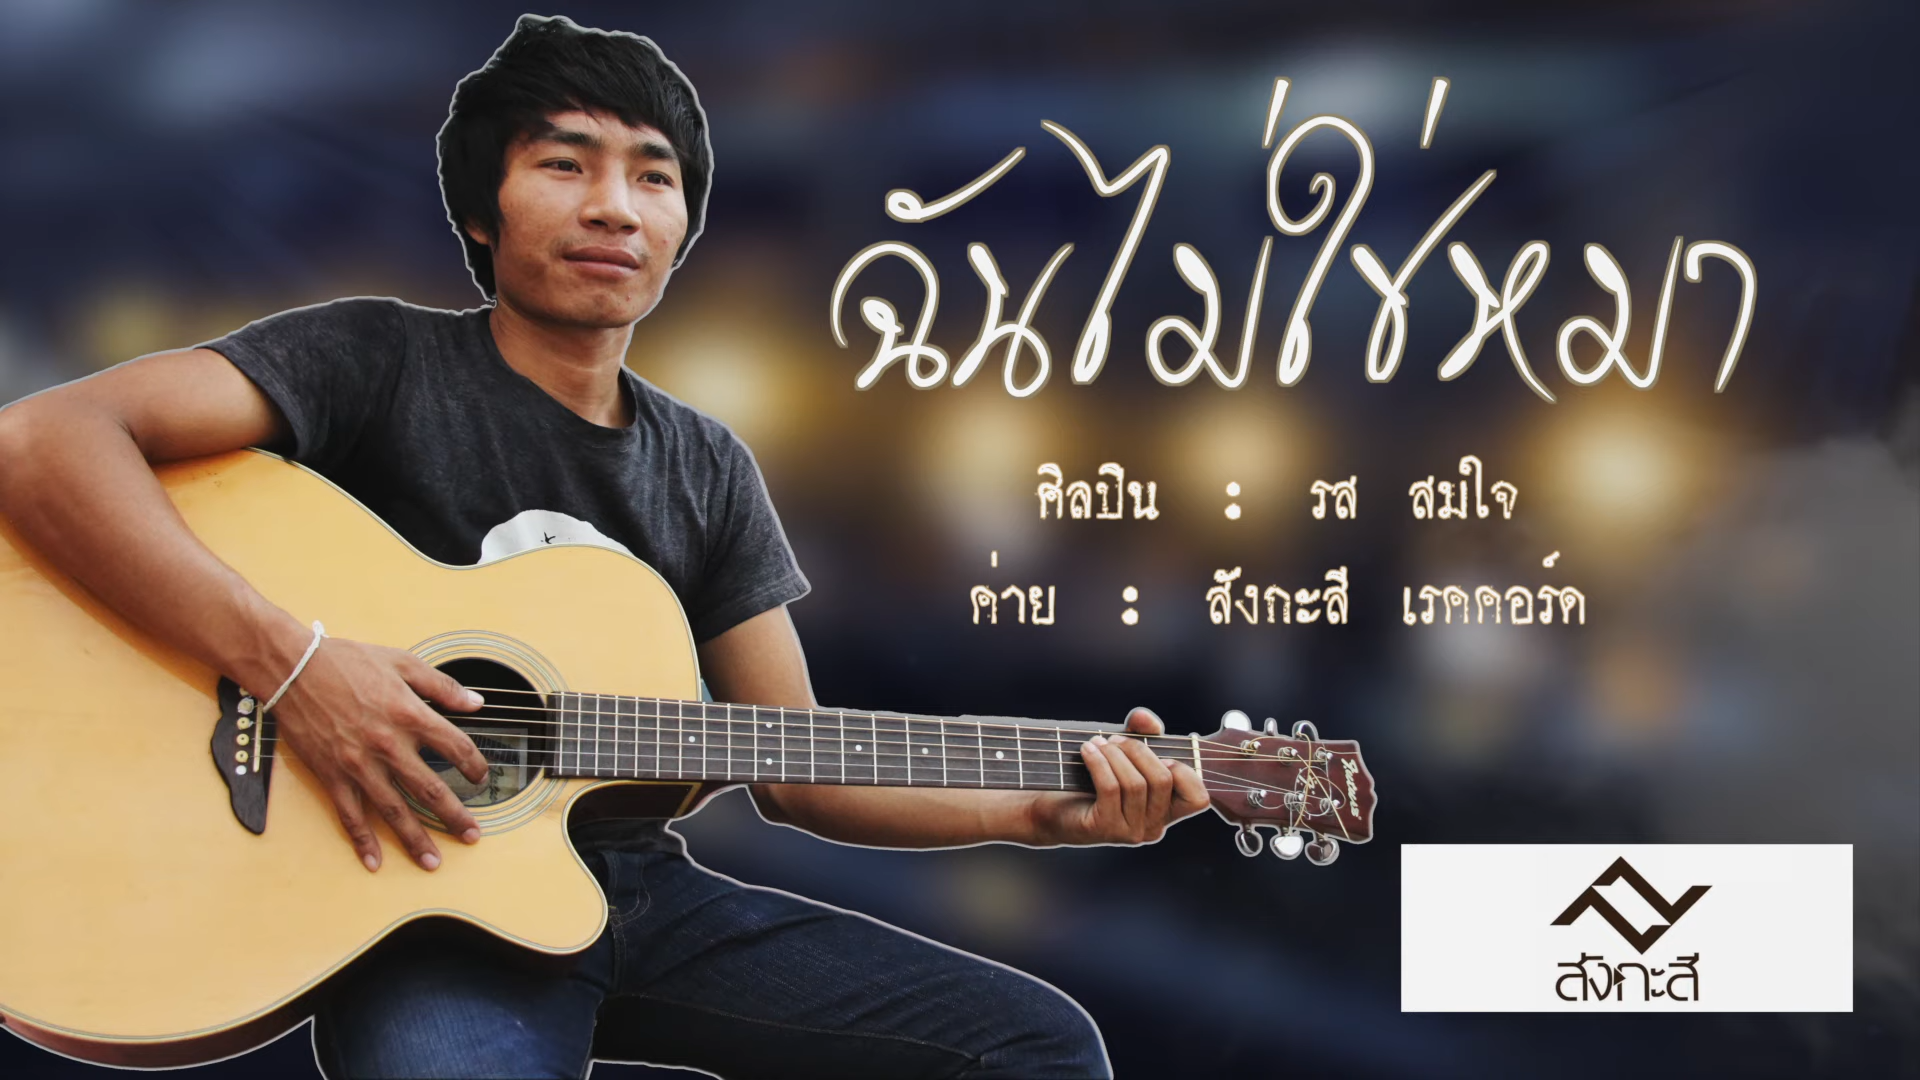 ฉันไม่ใช่หมา
ศิลปิน : รส สมใจ
ค่าย : สังกะสี เรคคอร์ด
สังกะสี